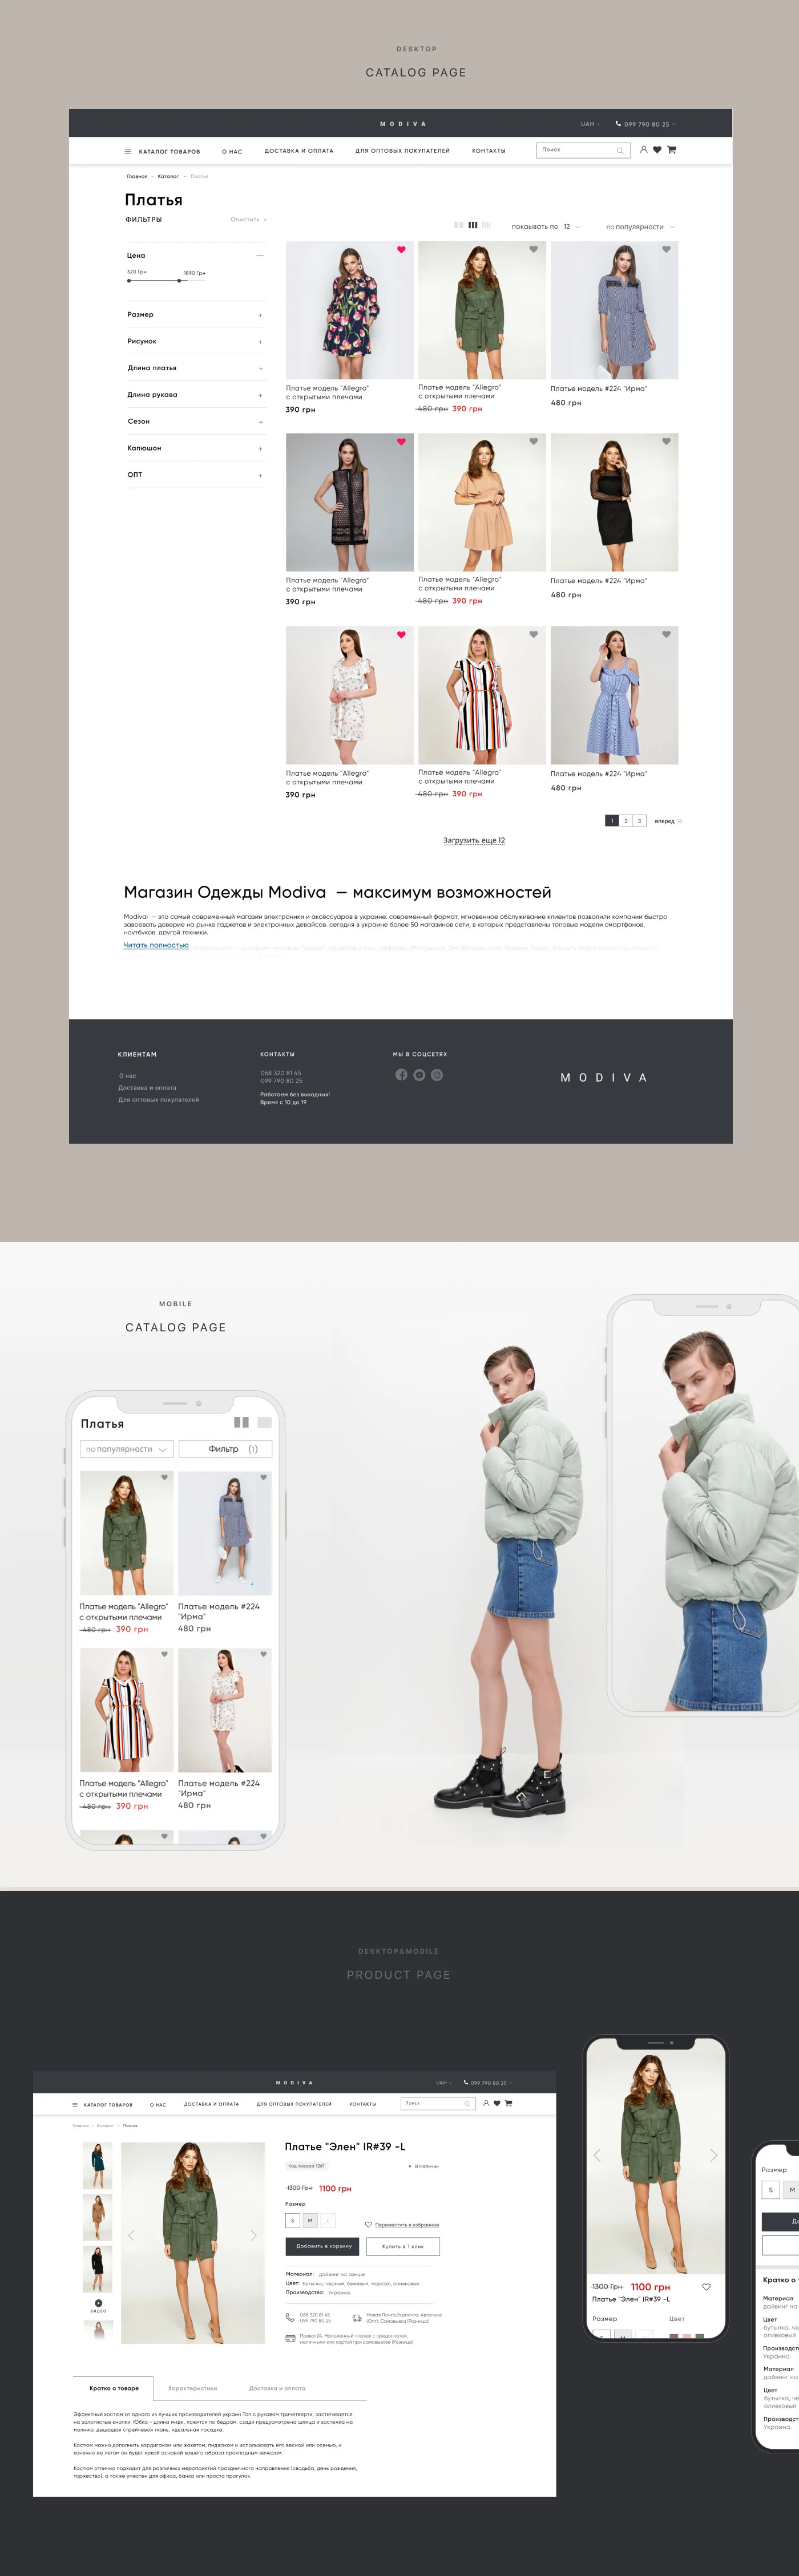 DESKTOP
CATALOG PAGE
MODIVA
UAH
099 790 80 25
КАТАЛОГ ТОВАРОВ
О НАС
ДОСТАВКА И ОПЛАТА
ДЛЯ ОПТОВЫХ ПОКУПАТЕЛЕЙ
КОНТАКТЫ
Поиск
Главная - Каталог - Платья
Платья
ФИЛЬТРЫ
Очистить ×
покаывать по 12
по популярности
Цена —
320 Грн
1890 Грн
Размер +
Рисунок +
Длина платья +
Длина рукава +
Сезон +
Капюшон +
ОПТ +
Платье модель "Allegro"
с открытыми плечами
390 грн
Платье модель "Allegro"
с открытыми плечами
480 грн 390 грн
Платье модель #224 "Ирма"
480 грн
Платье модель "Allegro"
с открытыми плечами
390 грн
Платье модель "Allegro"
с открытыми плечами
480 грн 390 грн
Платье модель #224 "Ирма"
480 грн
Платье модель "Allegro"
с открытыми плечами
390 грн
Платье модель "Allegro"
с открытыми плечами
480 грн 390 грн
Платье модель #224 "Ирма"
480 грн
1 2 3 вперед
Загрузить еще 12
Магазин Одежды Modiva — максимум возможностей
Modivai — это самый современный магазин электроники и аксессуаров в украине. современный формат, мгновенное обслуживание клиентов позволили компании быстро
завоевать доверие на рынке гаджетов и электронных девайсов. сегодня в украине более 50 магазинов сети, в которых представлены топовые модели смартфонов,
ноутбуков, другой техники.
Читать полностью
КЛИЕНТАМ
О нас
Доставка и оплата
Для оптовых покупателей
КОНТАКТЫ
068 320 81 45
099 790 80 25
Работаем без выходных!
Время с 10 до 19
МЫ В СОЦСЕТЯХ
MODIVA
MOBILE
CATALOG PAGE
Платья
по популярности
Фильтр (1)
Платье модель "Allegro"
с открытыми плечами
480 грн 390 грн
Платье модель #224
"Ирма"
480 грн
Платье модель "Allegro"
с открытыми плечами
480 грн 390 грн
Платье модель #224
"Ирма"
480 грн
DESKTOP&MOBILE
PRODUCT PAGE
MODIVA
UAH
099 790 80 25
КАТАЛОГ ТОВАРОВ
О НАС
ДОСТАВКА И ОПЛАТА
ДЛЯ ОПТОВЫХ ПОКУПАТЕЛЕЙ
КОНТАКТЫ
Поиск
Главная - Каталог - Платья
ВИДЕО
Платье "Элен" IR#39 -L
Код товара 1267
В наличии
1300 Грн 1100 грн
Размер
S M
Переместить в избранное
Добавить в корзину
Купить в 1 клик
Материал: дайвинг на замше
Цвет: бутылка, черный, бежевый, марсал, оливковый
Производство: Украина.
068 320 81 45
099 790 80 25
Новая Почта, Укрпочта. Автолюкс
(Опт), Самовывоз (Розница)
Приват24, Наложенный платеж с предоплатой,
наличными или картой при самовывозе (Розница)
Кратко о товаре
Характеристики
Доставка и оплата
Эффектный костюм от одного из лучших производителей украин Топ с рукавом тричетверти, застегивается
на золотистые кнопки. Юбка - длина миди, ложится по бедрам. сзади предусмотрена шлица и застежка на
молнию. дышащая стрейчевая ткань, идеальная посадка.
Костюм можно дополнить кардиганом или жакетом, пиджаком и использовать его весной или осенью, и
конечно же летом он будет яркой основой вашего образа прохладным вечером.
Костюм отлично подходит для различных мероприятий праздничного направления (свадьба, день рождения,
торжество), а также уместен для офиса, банка или просто прогулок.
1300 Грн 1100 грн
Платье "Элен" IR#39 -L
Размер
Цвет
Размер
S M
До
Кратко о т
Материал
дайвинг на
Цвет
бутылка, че
оливковый
Производст
Украина.
Материал
дайвинг на
Цвет
бутылка, че
оливковый
Производст
Украина.